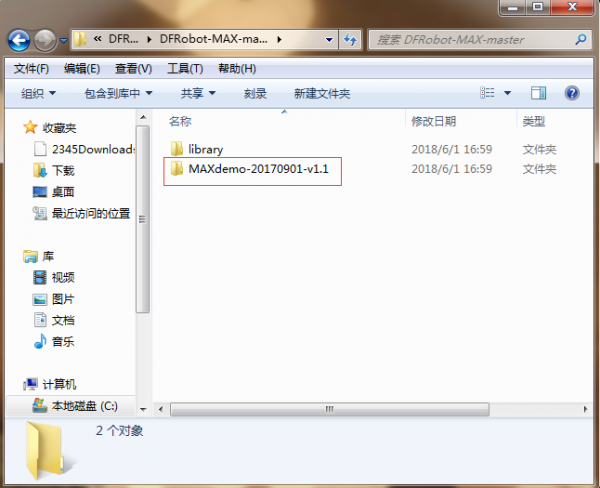 « DFR... ▸ DFRobot-MAX-ma... ▸
搜索 DFRobot-MAX-master
文件(F) 编辑(E) 查看(V) 工具(T) 帮助(H)
组织 包含到库中 共享 刻录 新建文件夹
名称 修改日期 类型
library 2018/6/1 16:59 文件夹
MAXdemo-20170901-v1.1 2018/6/1 16:59 文件夹
收藏夹
2345Downloads
下载
桌面
最近访问的位置
库
视频
图片
文档
音乐
计算机
本地磁盘 (C:)
2 个对象